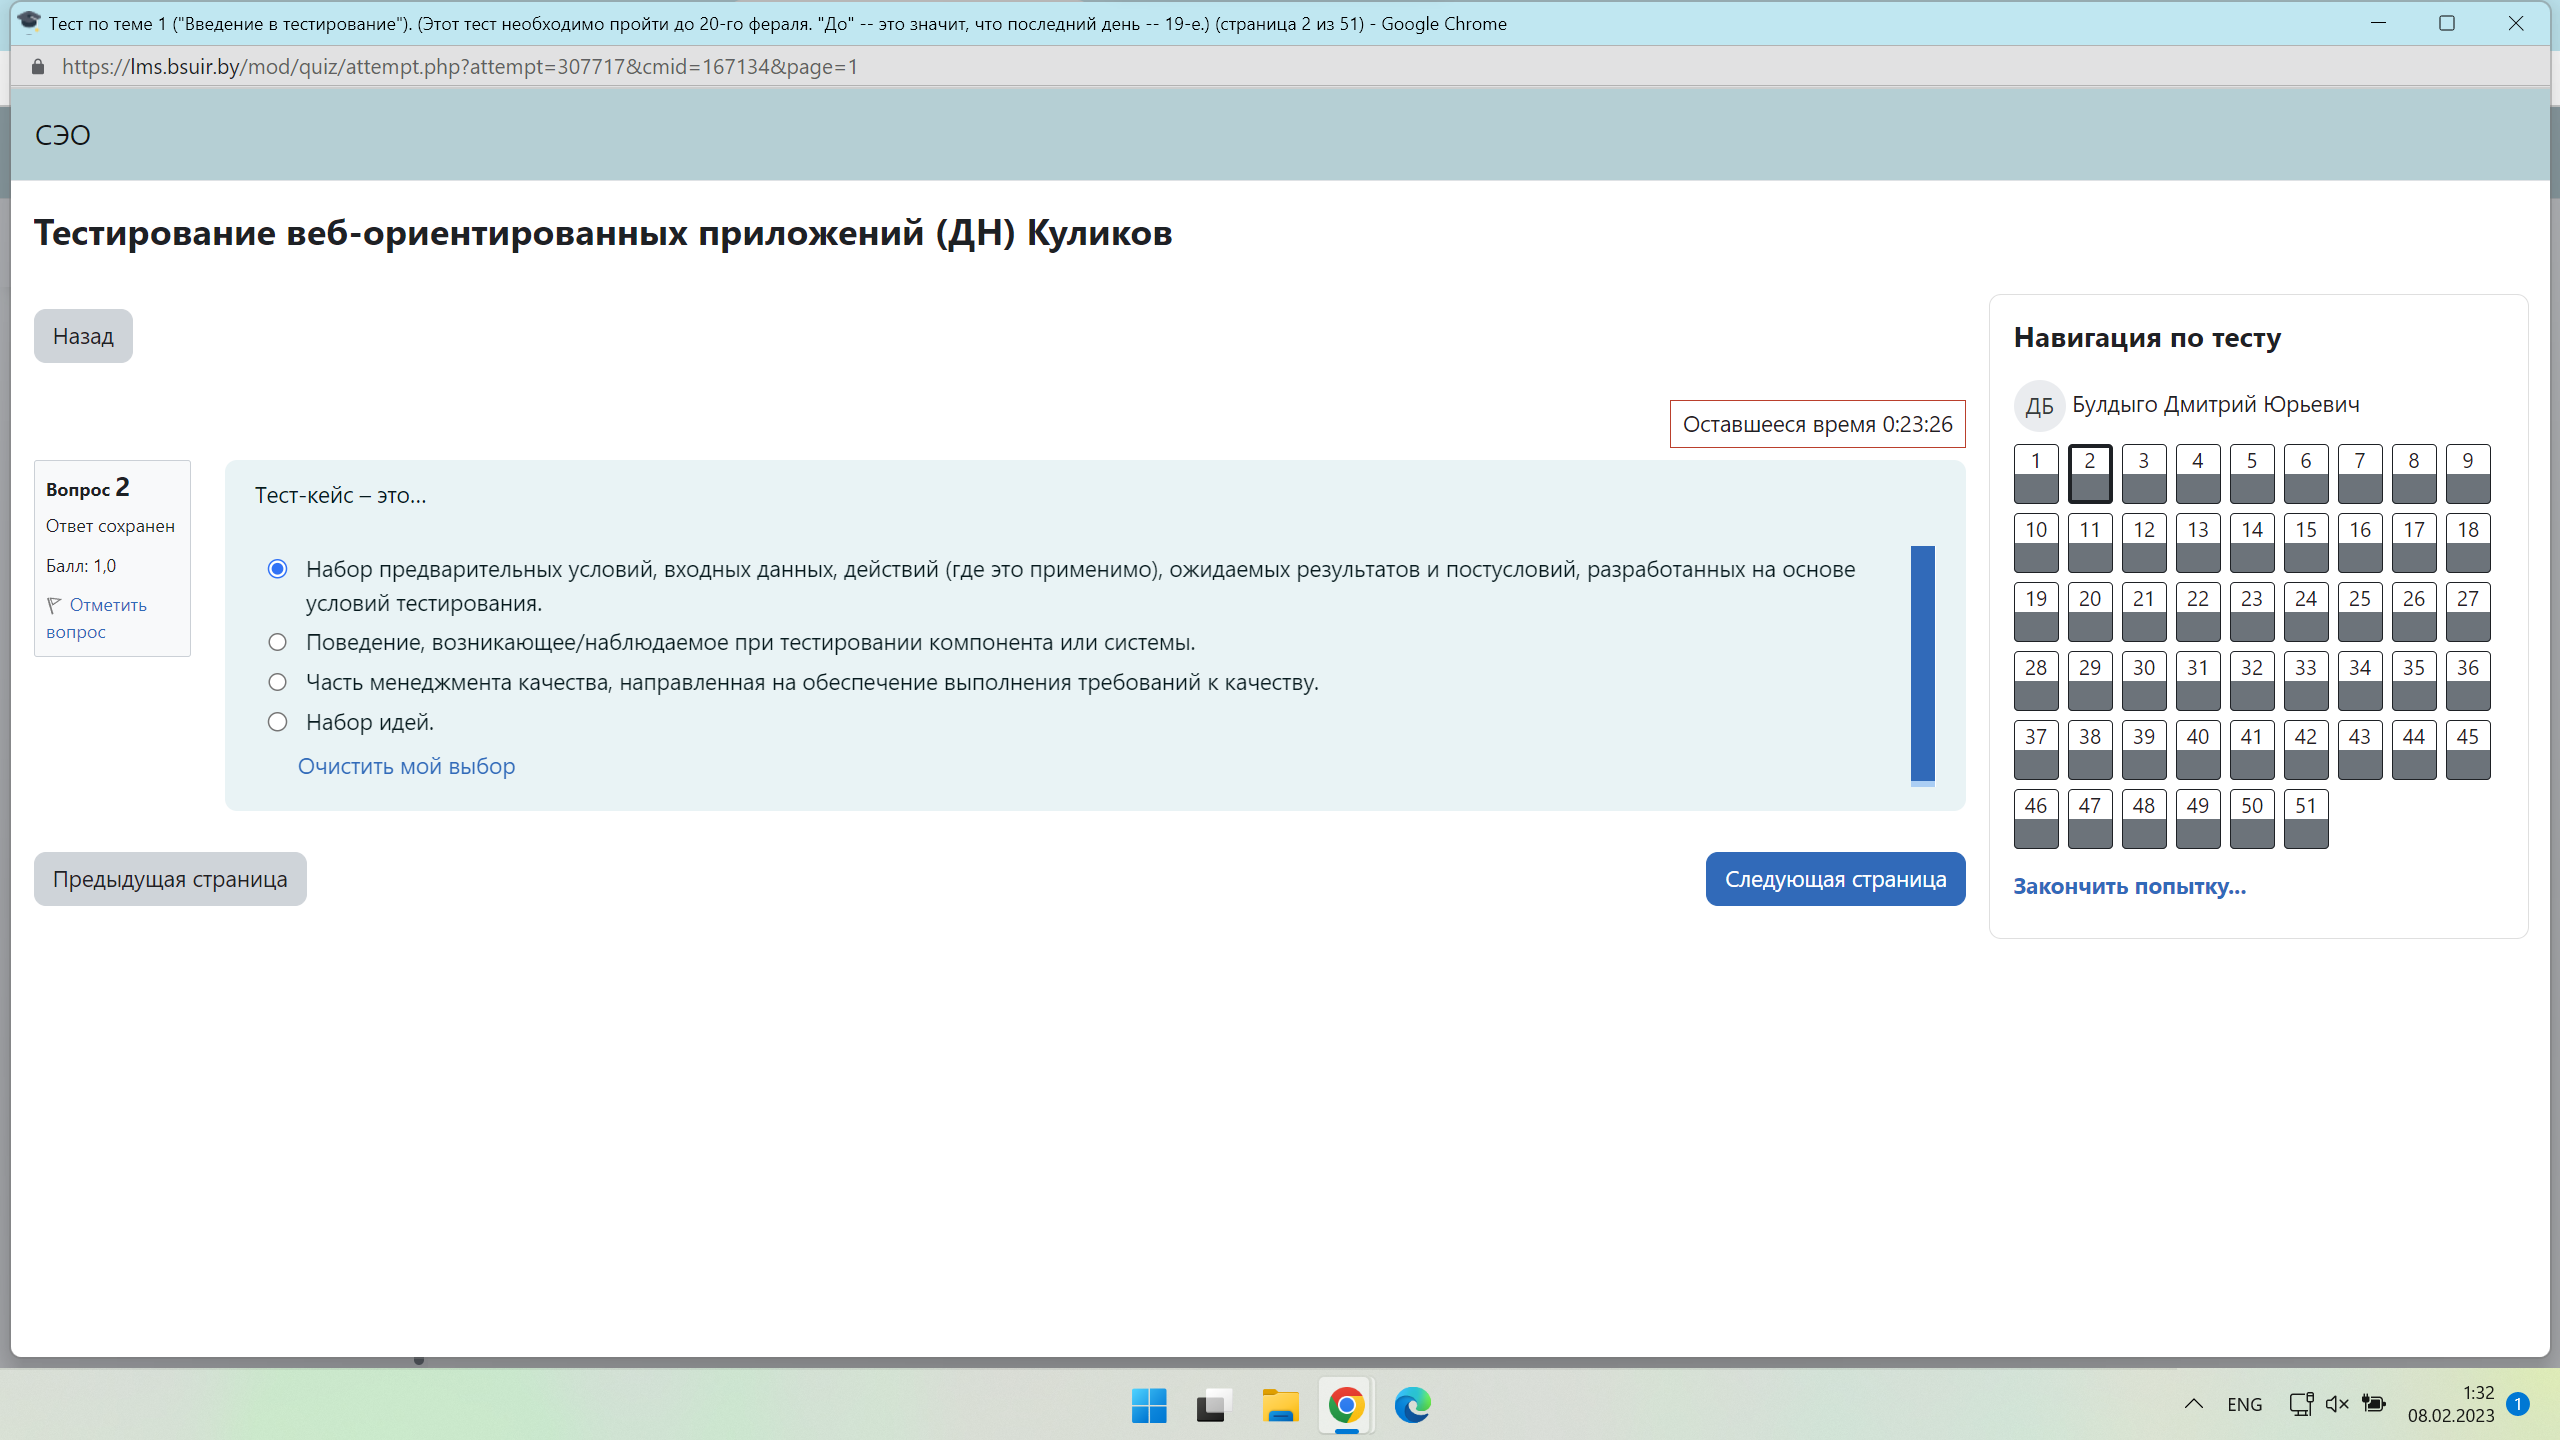 Тест по теме 1 ("Введение в тестирование"). (Этот тест необходимо пройти до 20-го фераля. "До" -- это значит, что последний день -- 19-е.) (страница 2 из 51) - Google Chrome
https://lms.bsuir.by/mod/quiz/attempt.php?attempt=307717&cmid=167134&page=1
СЭО
Тестирование веб-ориентированных приложений (ДН) Куликов
Назад
Оставшееся время 0:23:26
Вопрос 2
Ответ сохранен
Балл: 1,0
Отметить
вопрос
Тест-кейс – это...
Набор предварительных условий, входных данных, действий (где это применимо), ожидаемых результатов и постусловий, разработанных на основе
условий тестирования.
Поведение, возникающее/наблюдаемое при тестировании компонента или системы.
Часть менеджмента качества, направленная на обеспечение выполнения требований к качеству.
Набор идей.
Очистить мой выбор
Предыдущая страница
Следующая страница
Навигация по тесту
ДБ Булдыго Дмитрий Юрьевич
1 2 3 4 5 6 7 8 9
10 11 12 13 14 15 16 17 18
19 20 21 22 23 24 25 26 27
28 29 30 31 32 33 34 35 36
37 38 39 40 41 42 43 44 45
46 47 48 49 50 51
Закончить попытку...
ENG
1:32
08.02.2023
1